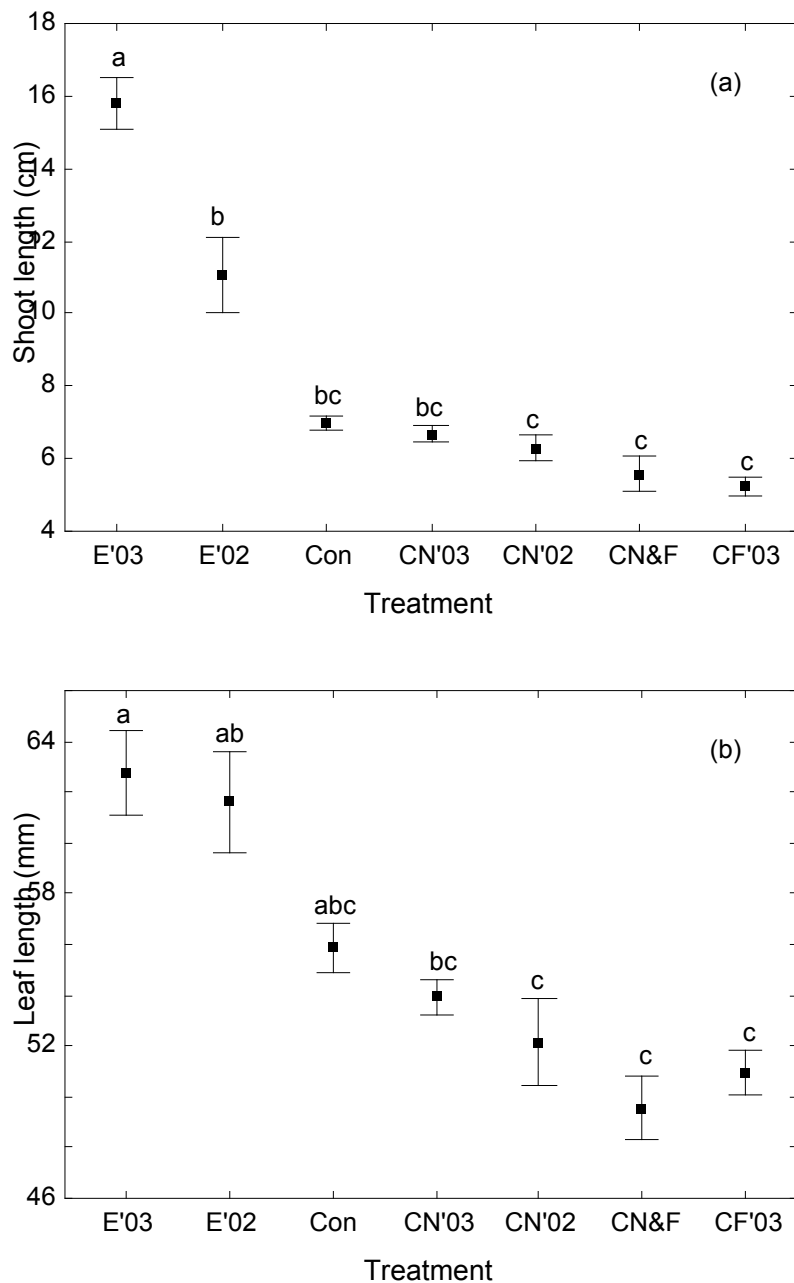 18
16
14
12
10
8
6
4
Shoot length (cm)
(a)
a
b
bc
bc
c
c
c
E'03 E'02 Con CN'03 CN'02 CN&F CF'03
Treatment
64
58
52
46
Leaf length (mm)
(b)
a
ab
abc
bc
c
c
c
E'03 E'02 Con CN'03 CN'02 CN&F CF'03
Treatment